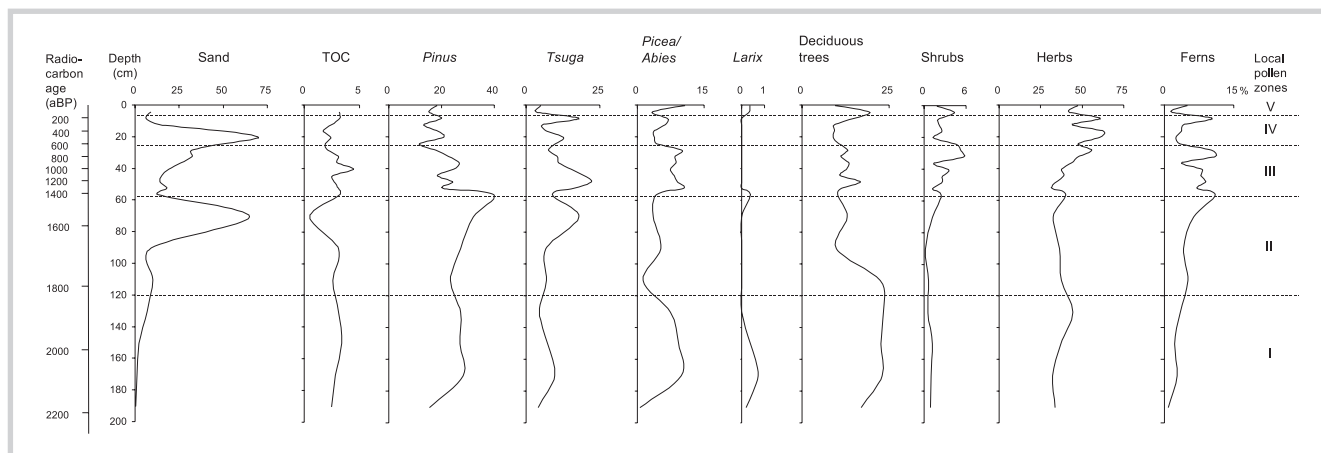 Radio-
carbon
age
(aBP)
Depth
(cm)
Sand
TOC
Pinus
Tsuga
Picea/
Abies
Larix
Deciduous
trees
Shrubs
Herbs
Ferns
Local
pollen
zones
0 25 50 75
0 5
0 20 40
0 25
0 15
0 1
0 25
0 6
0 25 50 75
0 15 %
200
400
600
800
1000
1200
1400
1600
1800
2000
2200
0
20
40
60
80
100
120
140
160
180
200
V
IV
III
II
I